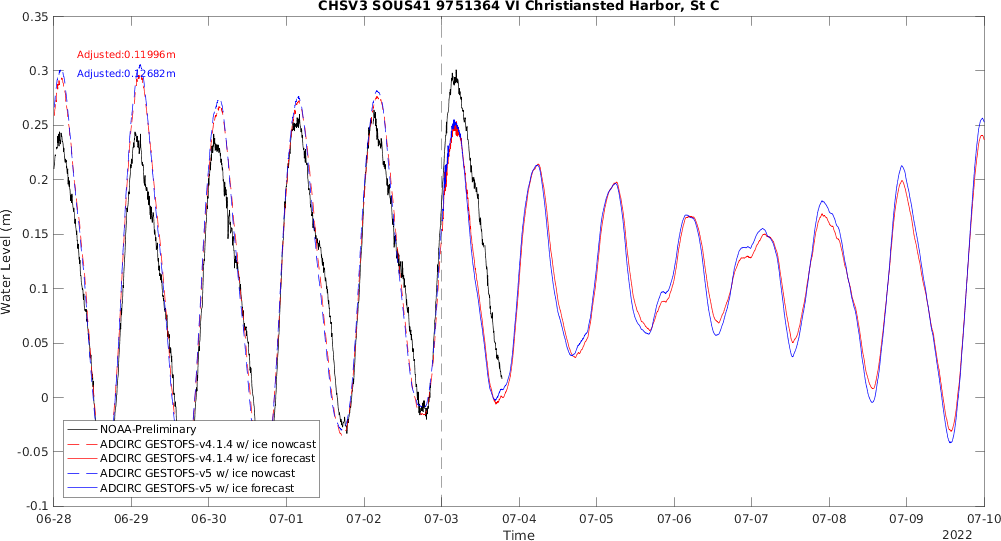 CHSV3 SOUS41 9751364 VI Christiansted Harbor, St C
Adjusted:0.11996m
Adjusted:0.12682m
Water Level (m)
0.35
0.3
0.25
0.2
0.15
0.1
0.05
0
-0.05
-0.1
NOAA-Preliminary
ADCIRC GESTOFS-v4.1.4 w/ ice nowcast
ADCIRC GESTOFS-v4.1.4 w/ ice forecast
ADCIRC GESTOFS-v5 w/ ice nowcast
ADCIRC GESTOFS-v5 w/ ice forecast
06-28 06-29 06-30 07-01 07-02 07-03 07-04 07-05 07-06 07-07 07-08 07-09 07-10
Time
2022